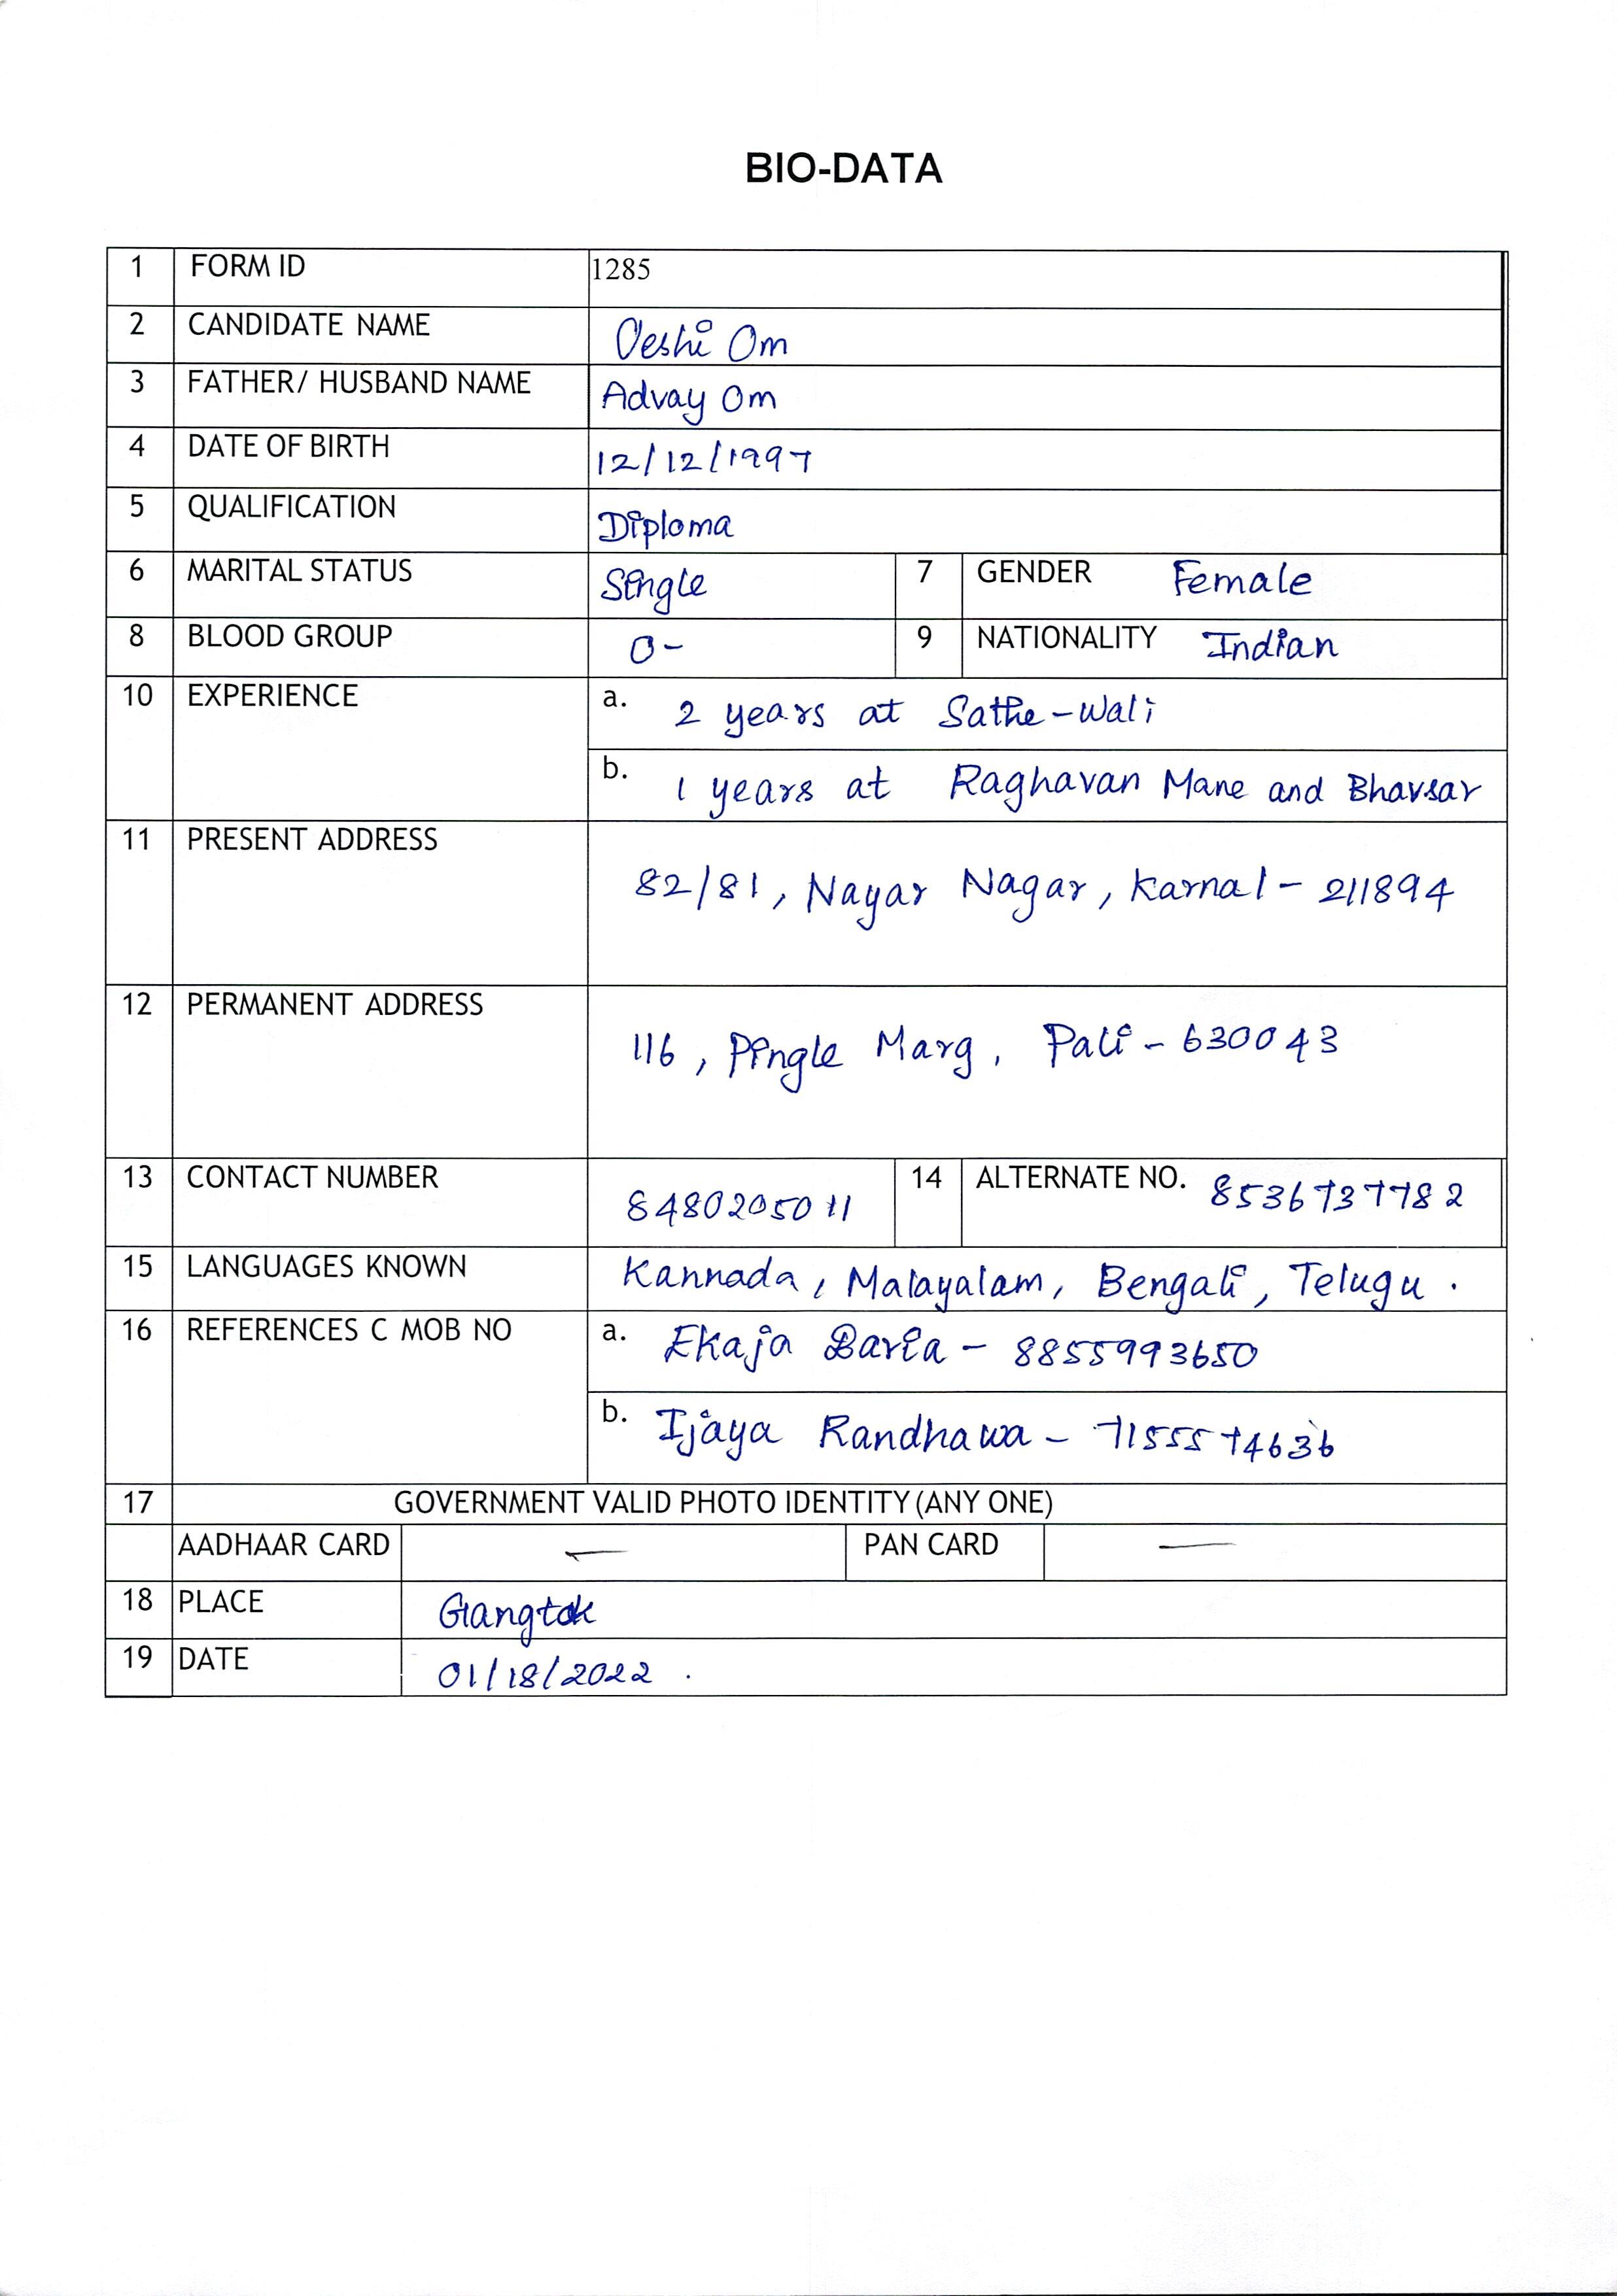 BIO-DATA
1 FORM ID 1285
2 CANDIDATE NAME Oeshi Om
3 FATHER/ HUSBAND NAME Advay Om
4 DATE OF BIRTH 12/12/1997
5 QUALIFICATION Diploma
6 MARITAL STATUS Single 7 GENDER Female
8 BLOOD GROUP O- 9 NATIONALITY Indian
10 EXPERIENCE a. 2 years at Sathe-Wali
b. 1 years at Raghavan Mane and Bhavsar
11 PRESENT ADDRESS 82/81, Nayar Nagar, Karnal - 211894
12 PERMANENT ADDRESS 116, Pingle Marg, Pali - 630043
13 CONTACT NUMBER 8480205011 14 ALTERNATE NO. 8536737782
15 LANGUAGES KNOWN Kannada, Malayalam, Bengali, Telugu.
16 REFERENCES C MOB NO a. Ekaja Baria - 8855993650
b. Ijaya Randhawa - 7155574636
17 GOVERNMENT VALID PHOTO IDENTITY (ANY ONE)
AADHAAR CARD — PAN CARD —
18 PLACE Gangtok
19 DATE 01/18/2022.